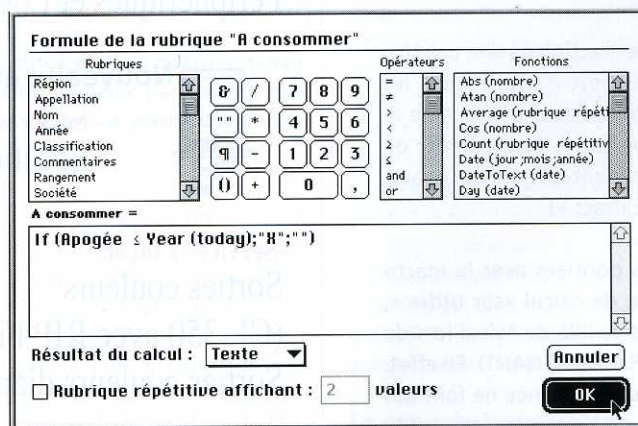 Formule de la rubrique "A consommer"
Rubriques
Opérateurs
Fonctions
Région
Appellation
Nom
Année
Classification
Commentaires
Rangement
Société
& / 7 8 9
"" * 4 5 6
¶ - 1 2 3
() + 0 ,
=
≠
>
<
≥
≤
and
or
Abs (nombre)
Atan (nombre)
Average (rubrique répéti
Cos (nombre)
Count (rubrique répétitiv
Date (jour;mois;année)
DateToText (date)
Day (date)
A consommer =
If (Apogée ≤ Year (today);"X";"")
Résultat du calcul : Texte
Annuler
Rubrique répétitive affichant : 2 valeurs
OK
Sorties couleurs